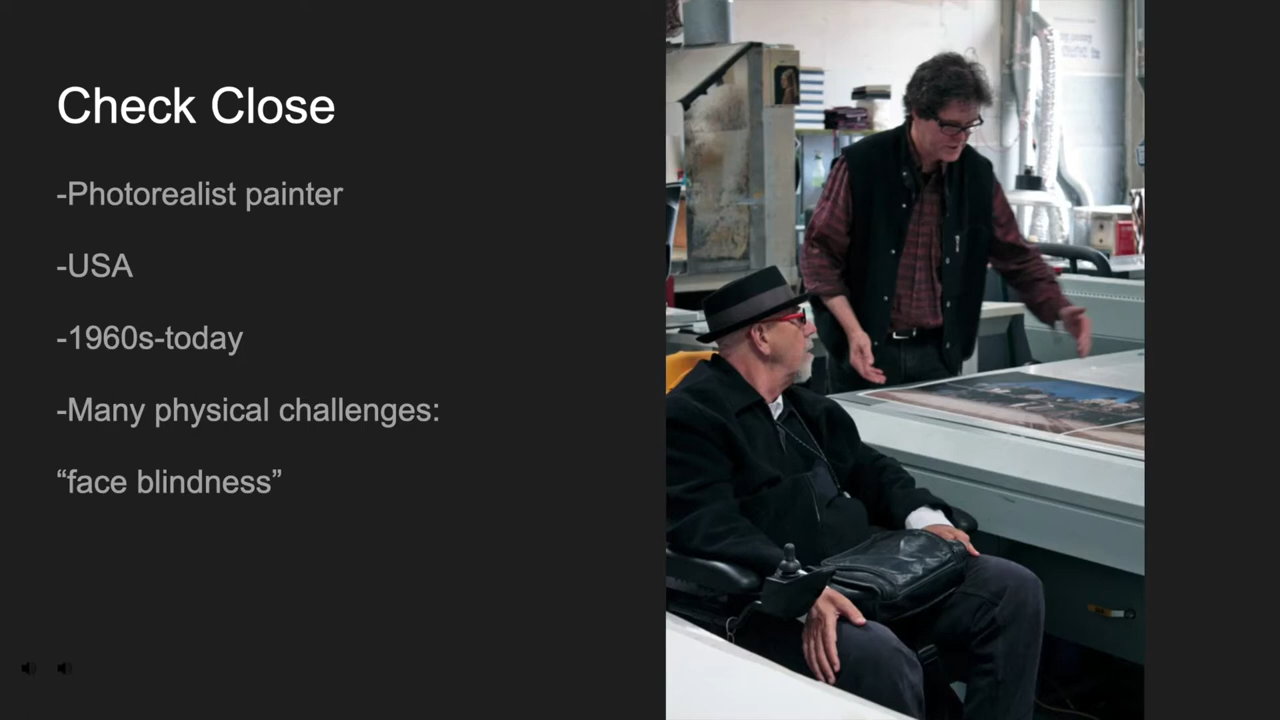 Check Close
-Photorealist painter
-USA
-1960s-today
-Many physical challenges:
“face blindness”